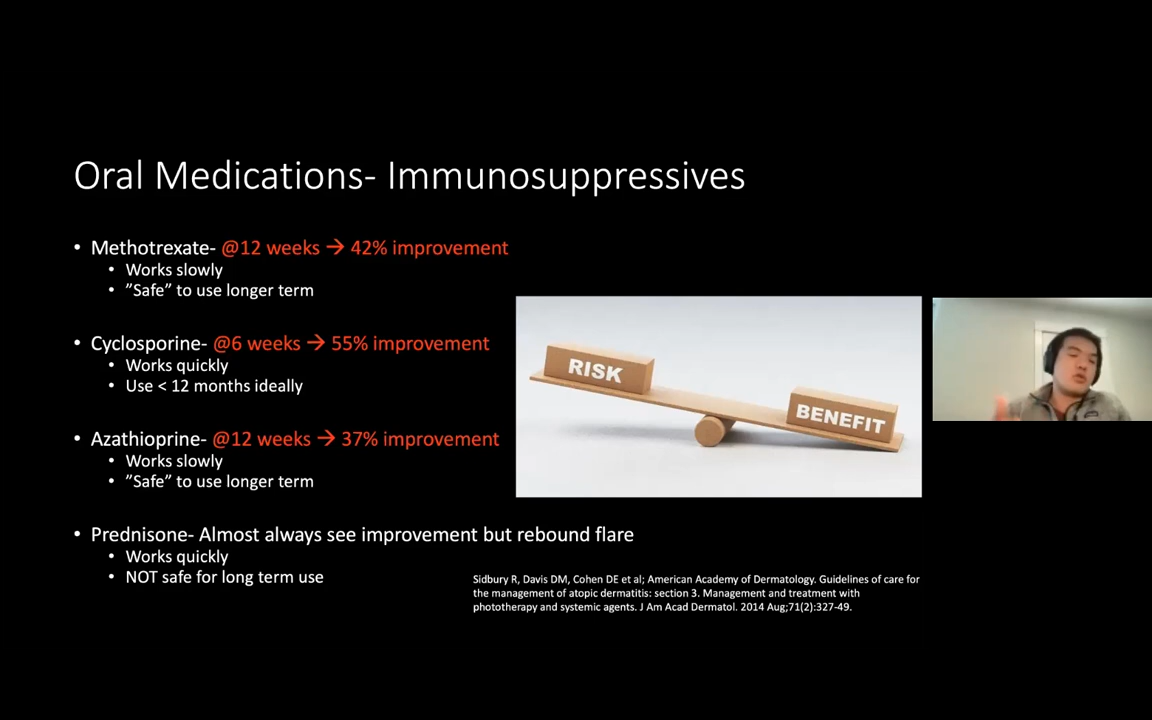 Oral Medications- Immunosuppressives
• Methotrexate- @12 weeks → 42% improvement
• Works slowly
• ”Safe” to use longer term
• Cyclosporine- @6 weeks → 55% improvement
• Works quickly
• Use < 12 months ideally
• Azathioprine- @12 weeks → 37% improvement
• Works slowly
• ”Safe” to use longer term
• Prednisone- Almost always see improvement but rebound flare
• Works quickly
• NOT safe for long term use
RISK
BENEFIT
Sidbury R, Davis DM, Cohen DE et al; American Academy of Dermatology. Guidelines of care for
the management of atopic dermatitis: section 3. Management and treatment with
phototherapy and systemic agents. J Am Acad Dermatol. 2014 Aug;71(2):327-49.